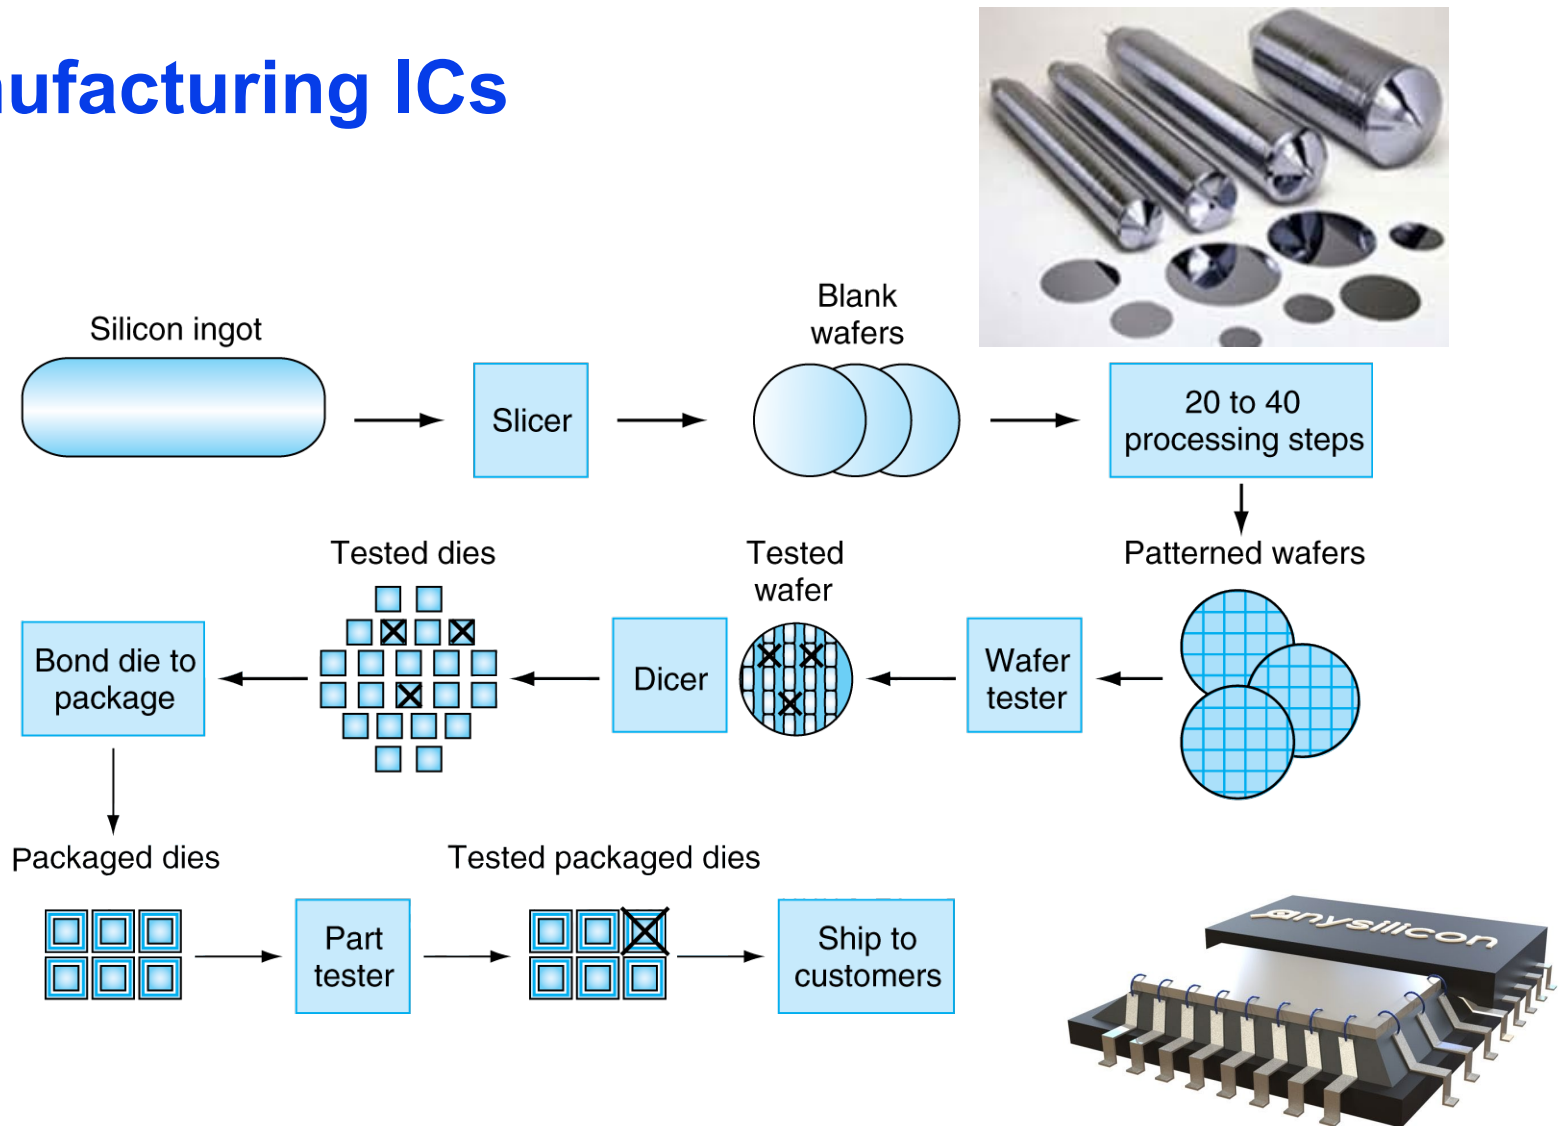 nufacturing ICs
Silicon ingot
Slicer
Blank
wafers
20 to 40
processing steps
Tested dies
Tested
wafer
Patterned wafers
Bond die to
package
Dicer
Wafer
tester
Packaged dies
Tested packaged dies
Part
tester
Ship to
customers
anysilicon